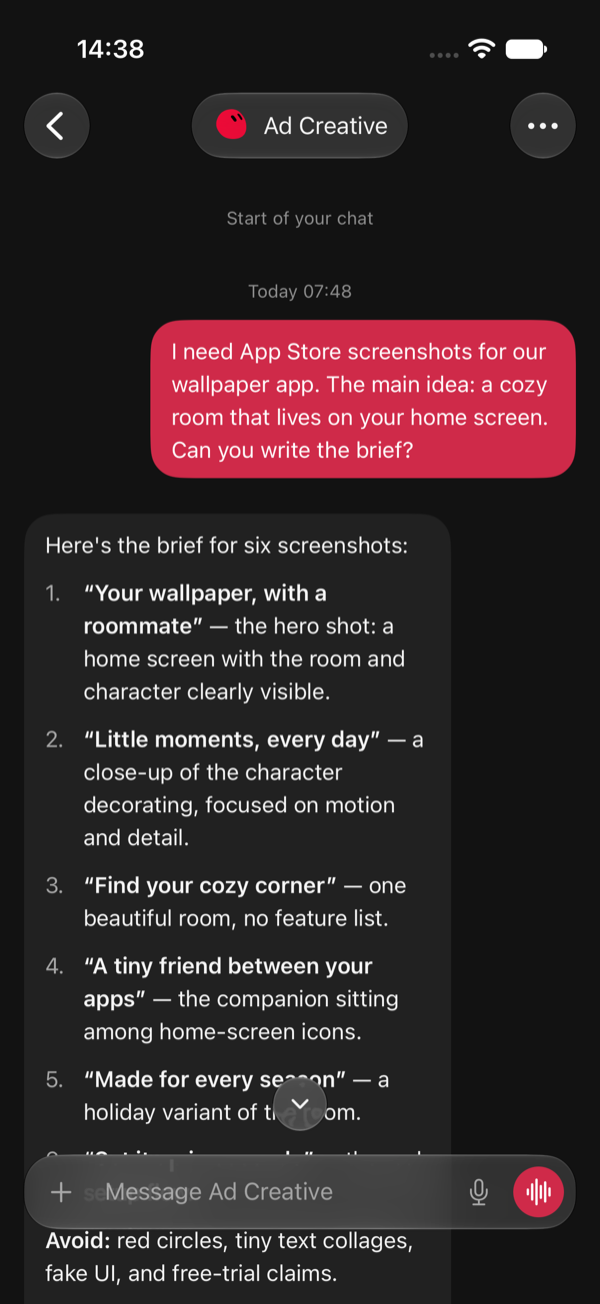 14:38
Ad Creative
Start of your chat
Today 07:48
I need App Store screenshots for our
wallpaper app. The main idea: a cozy
room that lives on your home screen.
Can you write the brief?
Here's the brief for six screenshots:
1. “Your wallpaper, with a
roommate” — the hero shot: a
home screen with the room and
character clearly visible.
2. “Little moments, every day” — a
close-up of the character
decorating, focused on motion
and detail.
3. “Find your cozy corner” — one
beautiful room, no feature list.
4. “A tiny friend between your
apps” — the companion sitting
among home-screen icons.
5. “Made for every season” — a
holiday variant of the room.
Message Ad Creative
Avoid: red circles, tiny text collages,
fake UI, and free-trial claims.